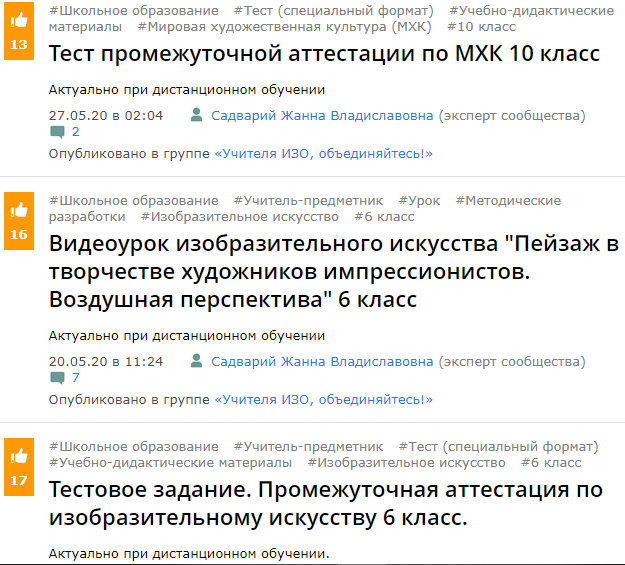 #Школьное образование #Тест (специальный формат) #Учебно-дидактические
материалы #Мировая художественная культура (МХК) #10 класс
13
Тест промежуточной аттестации по МХК 10 класс
Актуально при дистанционном обучении
27.05.20 в 02:04 Садварий Жанна Владиславовна (эксперт сообщества)
2
Опубликовано в группе «Учителя ИЗО, объединяйтесь!»
#Школьное образование #Учитель-предметник #Урок #Методические
разработки #Изобразительное искусство #6 класс
16
Видеоурок изобразительного искусства "Пейзаж в
творчестве художников импрессионистов.
Воздушная перспектива" 6 класс
Актуально при дистанционном обучении
20.05.20 в 11:24 Садварий Жанна Владиславовна (эксперт сообщества)
7
Опубликовано в группе «Учителя ИЗО, объединяйтесь!»
#Школьное образование #Учитель-предметник #Тест (специальный формат)
#Учебно-дидактические материалы #Изобразительное искусство #6 класс
17
Тестовое задание. Промежуточная аттестация по
изобразительному искусству 6 класс.
Актуально при дистанционном обучении.